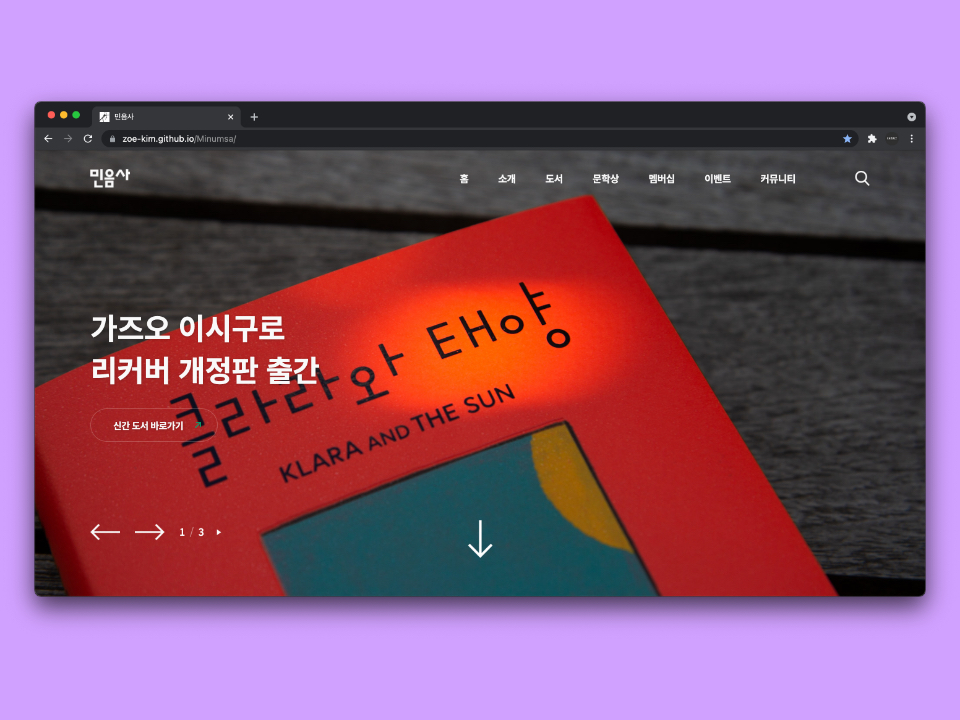 민음사
zoe-kim.github.io/Minumsa/
민음사
홈 소개 도서 문학상 멤버십 이벤트 커뮤니티
가즈오 이시구로
리커버 개정판 출간
신간 도서 바로가기
클라라와 태양
KLARA AND THE SUN
1 / 3